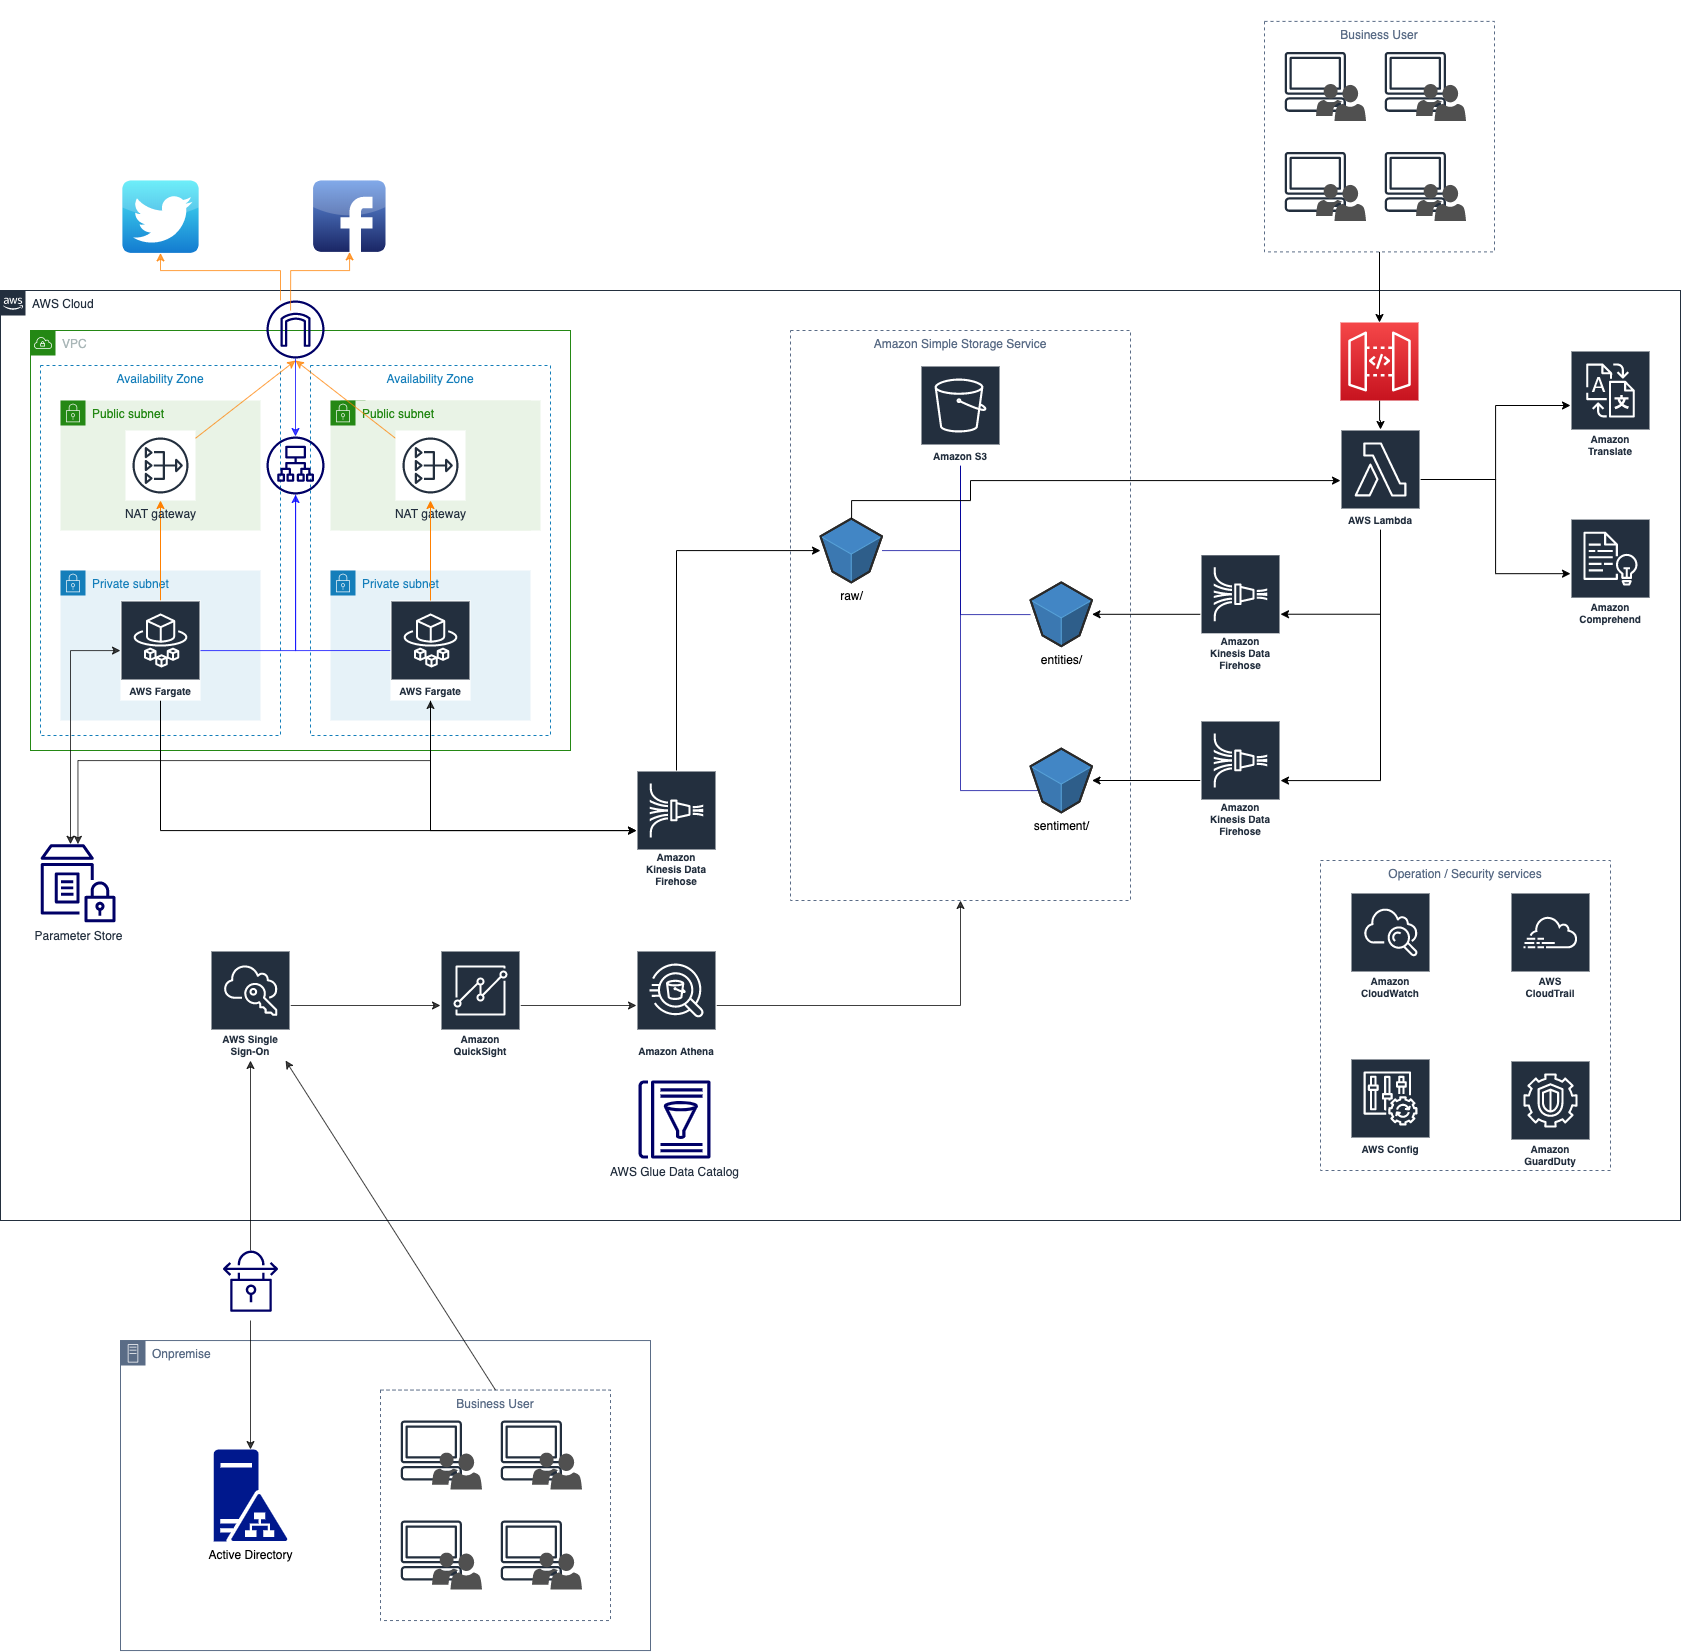 Business User
aws
AWS Cloud
VPC
Availability Zone
Availability Zone
Public subnet
Public subnet
NAT gateway
NAT gateway
Private subnet
Private subnet
AWS Fargate
AWS Fargate
Amazon Simple Storage Service
Amazon S3
raw/
entities/
sentiment/
</>
AWS Lambda
A
文
Amazon
Translate
Amazon
Comprehend
Amazon
Kinesis Data
Firehose
Amazon
Kinesis Data
Firehose
Amazon
Kinesis Data
Firehose
Parameter Store
AWS Single
Sign-On
Amazon
QuickSight
Amazon Athena
AWS Glue Data Catalog
Operation / Security services
Amazon
CloudWatch
AWS
CloudTrail
AWS Config
Amazon
GuardDuty
Onpremise
Business User
Active Directory